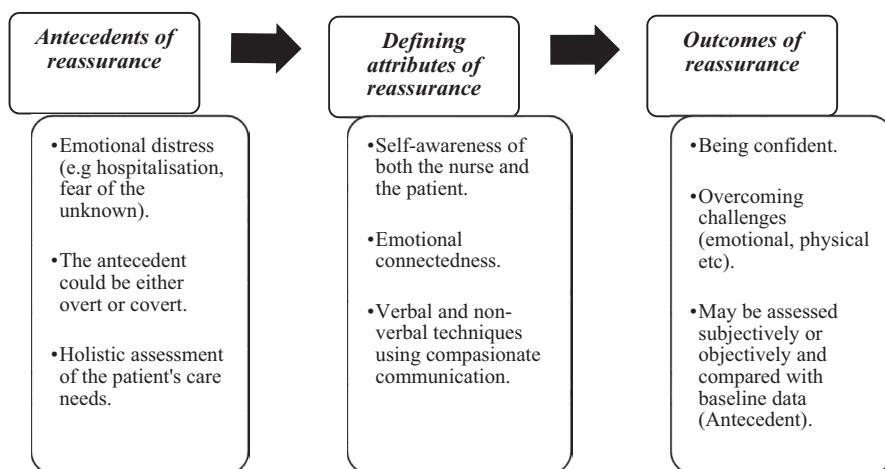 Antecedents of
reassurance
•Emotional distress
(e.g hospitalisation,
fear of the
unknown).
•The antecedent
could be either
overt or covert.
•Holistic assessment
of the patient's care
needs.
Defining
attributes of
reassurance
•Self-awareness of
both the nurse and
the patient.
•Emotional
connectedness.
•Verbal and non-
verbal techniques
using compasionate
communication.
Outcomes of
reassurance
•Being confident.
•Overcoming
challenges
(emotional, physical
etc).
•May be assessed
subjectively or
objectively and
compared with
baseline data
(Antecedent).